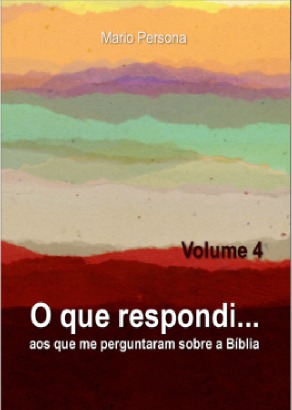 Mario Persona
Volume 4
O que respondi...
aos que me perguntaram sobre a Bíblia